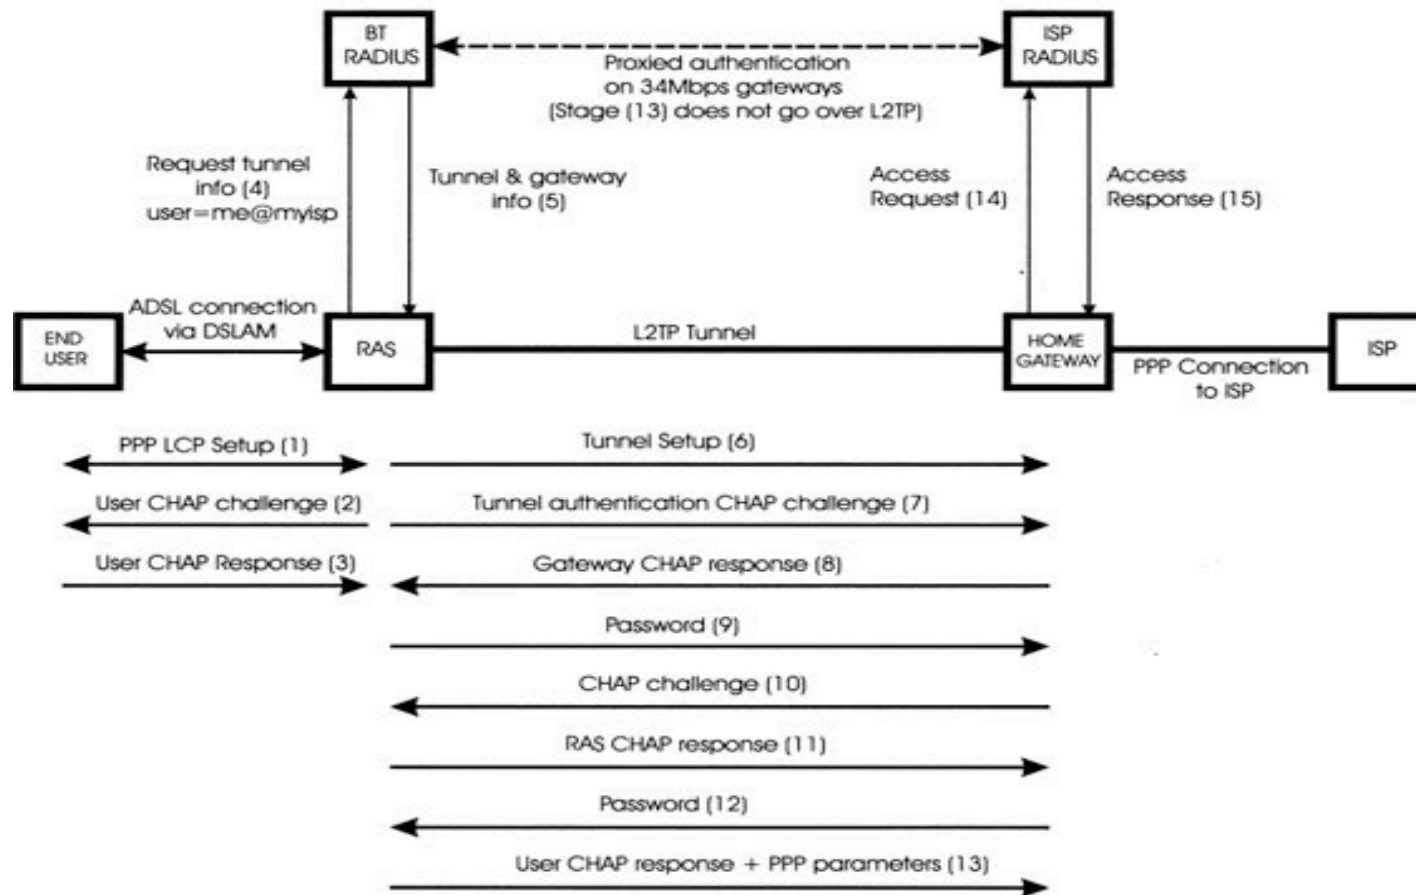 BT
RADIUS
ISP
RADIUS
Proxied authentication
on 34Mbps gateways
(Stage (13) does not go over L2TP)
Request tunnel
info (4)
user=me@myisp
Tunnel & gateway
info (5)
Access
Request (14)
Access
Response (15)
ADSL connection
via DSLAM
END
USER
RAS
L2TP Tunnel
HOME
GATEWAY
PPP Connection
to ISP
ISP
PPP LCP Setup (1)
Tunnel Setup (6)
User CHAP challenge (2)
Tunnel authentication CHAP challenge (7)
User CHAP Response (3)
Gateway CHAP response (8)
Password (9)
CHAP challenge (10)
RAS CHAP response (11)
Password (12)
User CHAP response + PPP parameters (13)